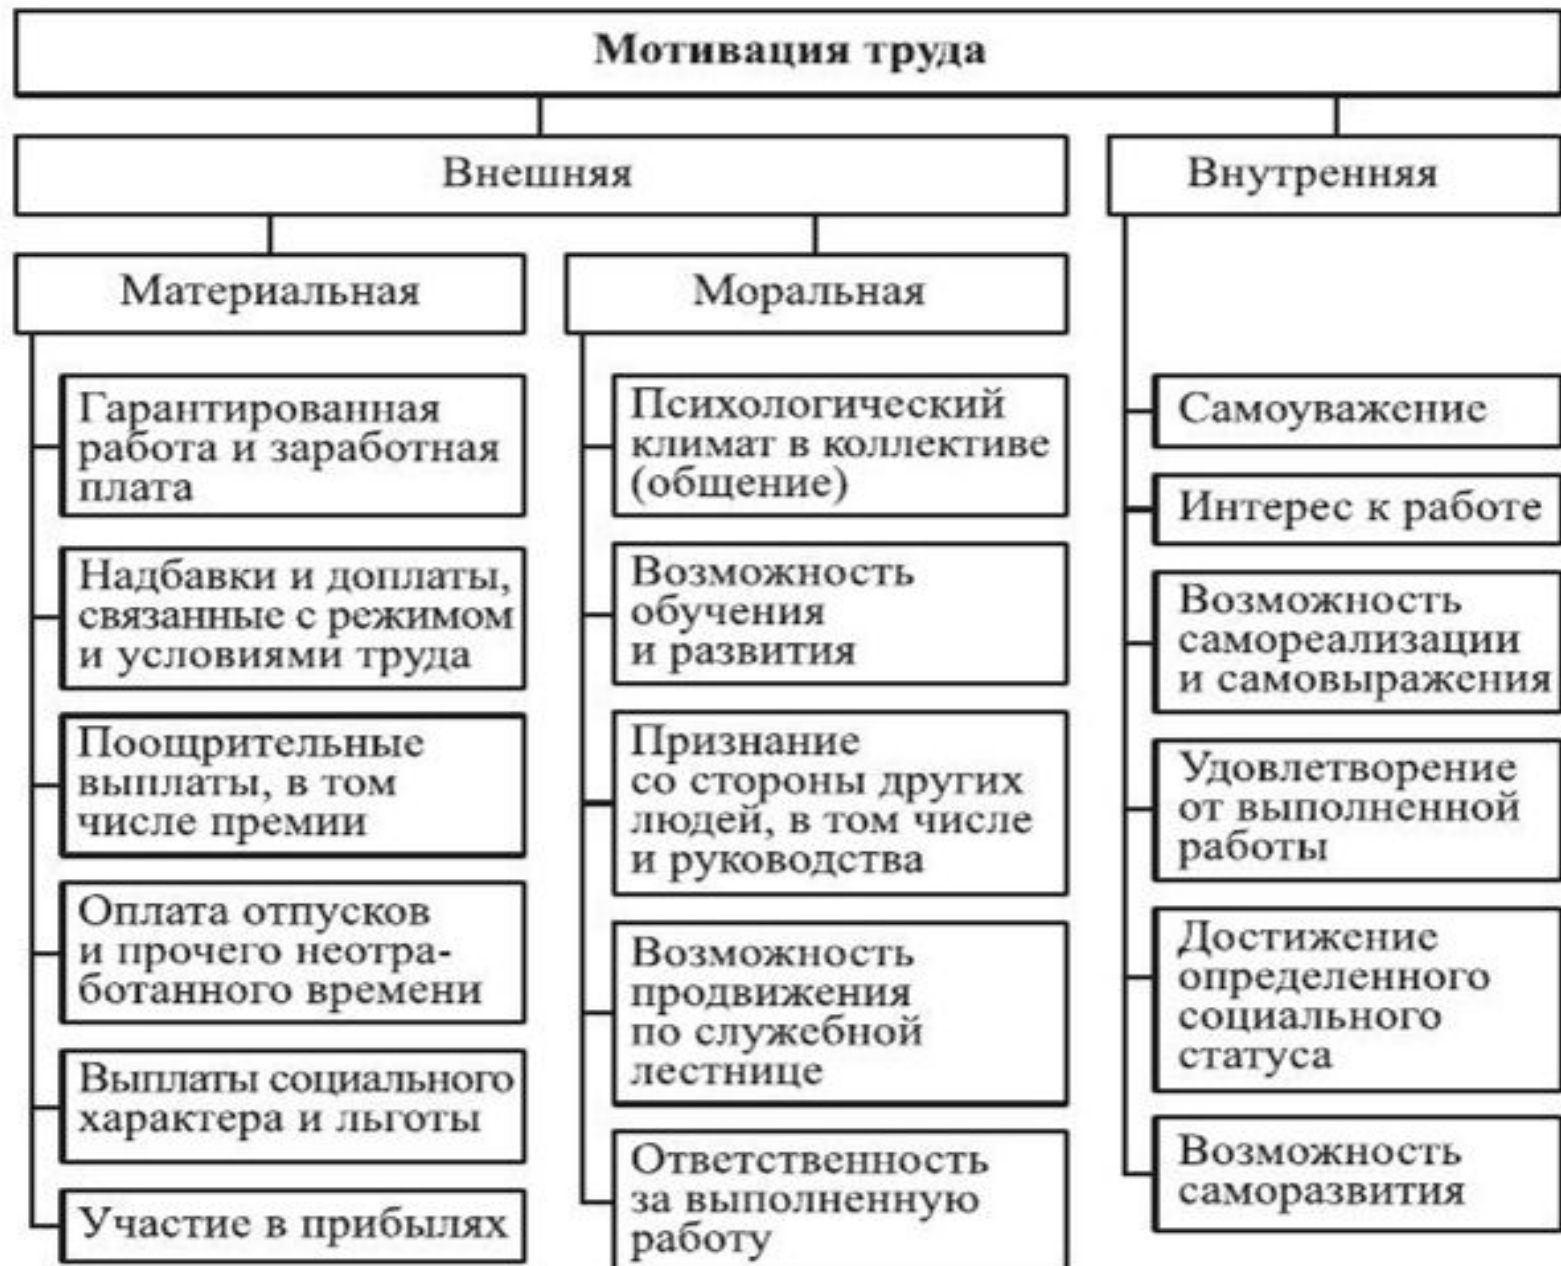 Мотивация труда
Внешняя
Внутренняя
Материальная
Моральная
Гарантированная
работа и заработная
плата
Надбавки и доплаты,
связанные с режимом
и условиями труда
Поощрительные
выплаты, в том
числе премии
Оплата отпусков
и прочего неотра-
ботанного времени
Выплаты социального
характера и льготы
Участие в прибылях
Психологический
климат в коллективе
(общение)
Возможность
обучения
и развития
Признание
со стороны других
людей, в том числе
и руководства
Возможность
продвижения
по служебной
лестнице
Ответственность
за выполненную
работу
Самоуважение
Интерес к работе
Возможность
самореализации
и самовыражения
Удовлетворение
от выполненной
работы
Достижение
определенного
социального
статуса
Возможность
саморазвития